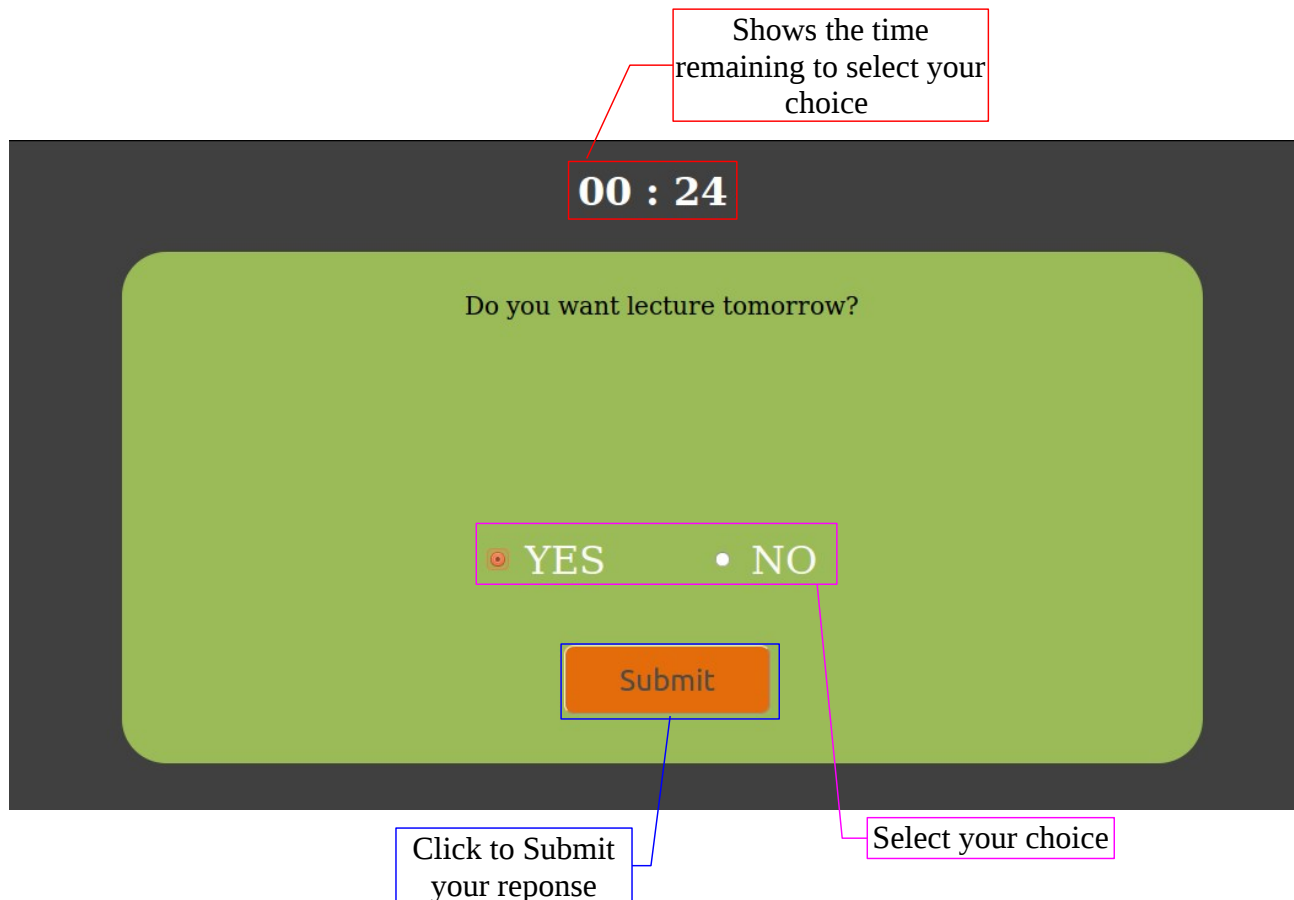 Shows the time
remaining to select your
choice
00 : 24
Do you want lecture tomorrow?
YES NO
Submit
Select your choice
Click to Submit
your reponse